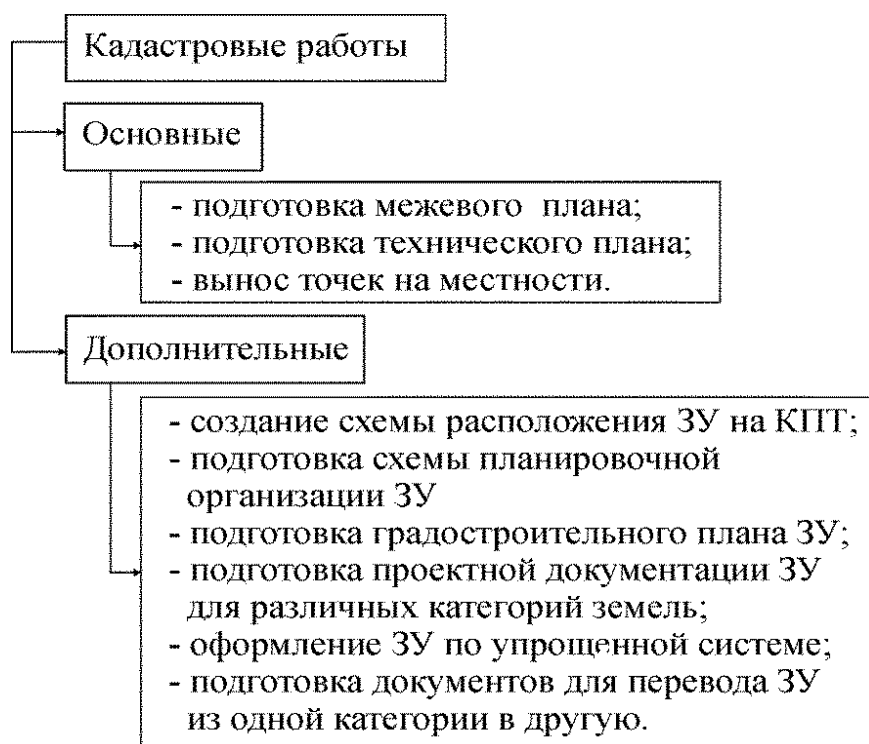 Кадастровые работы
Основные
- подготовка межевого плана;
- подготовка технического плана;
- вынос точек на местности.
Дополнительные
- создание схемы расположения ЗУ на КПТ;
- подготовка схемы планировочной
организации ЗУ
- подготовка градостроительного плана ЗУ;
- подготовка проектной документации ЗУ
для различных категорий земель;
- оформление ЗУ по упрощенной системе;
- подготовка документов для перевода ЗУ
из одной категории в другую.